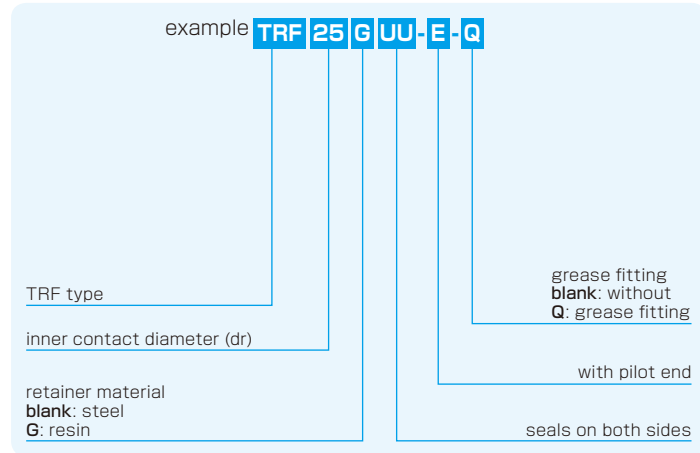 example TRF 25 G UU-E-Q
TRF type
inner contact diameter (dr)
retainer material
blank: steel
G: resin
grease fitting
blank: without
Q: grease fitting
with pilot end
seals on both sides